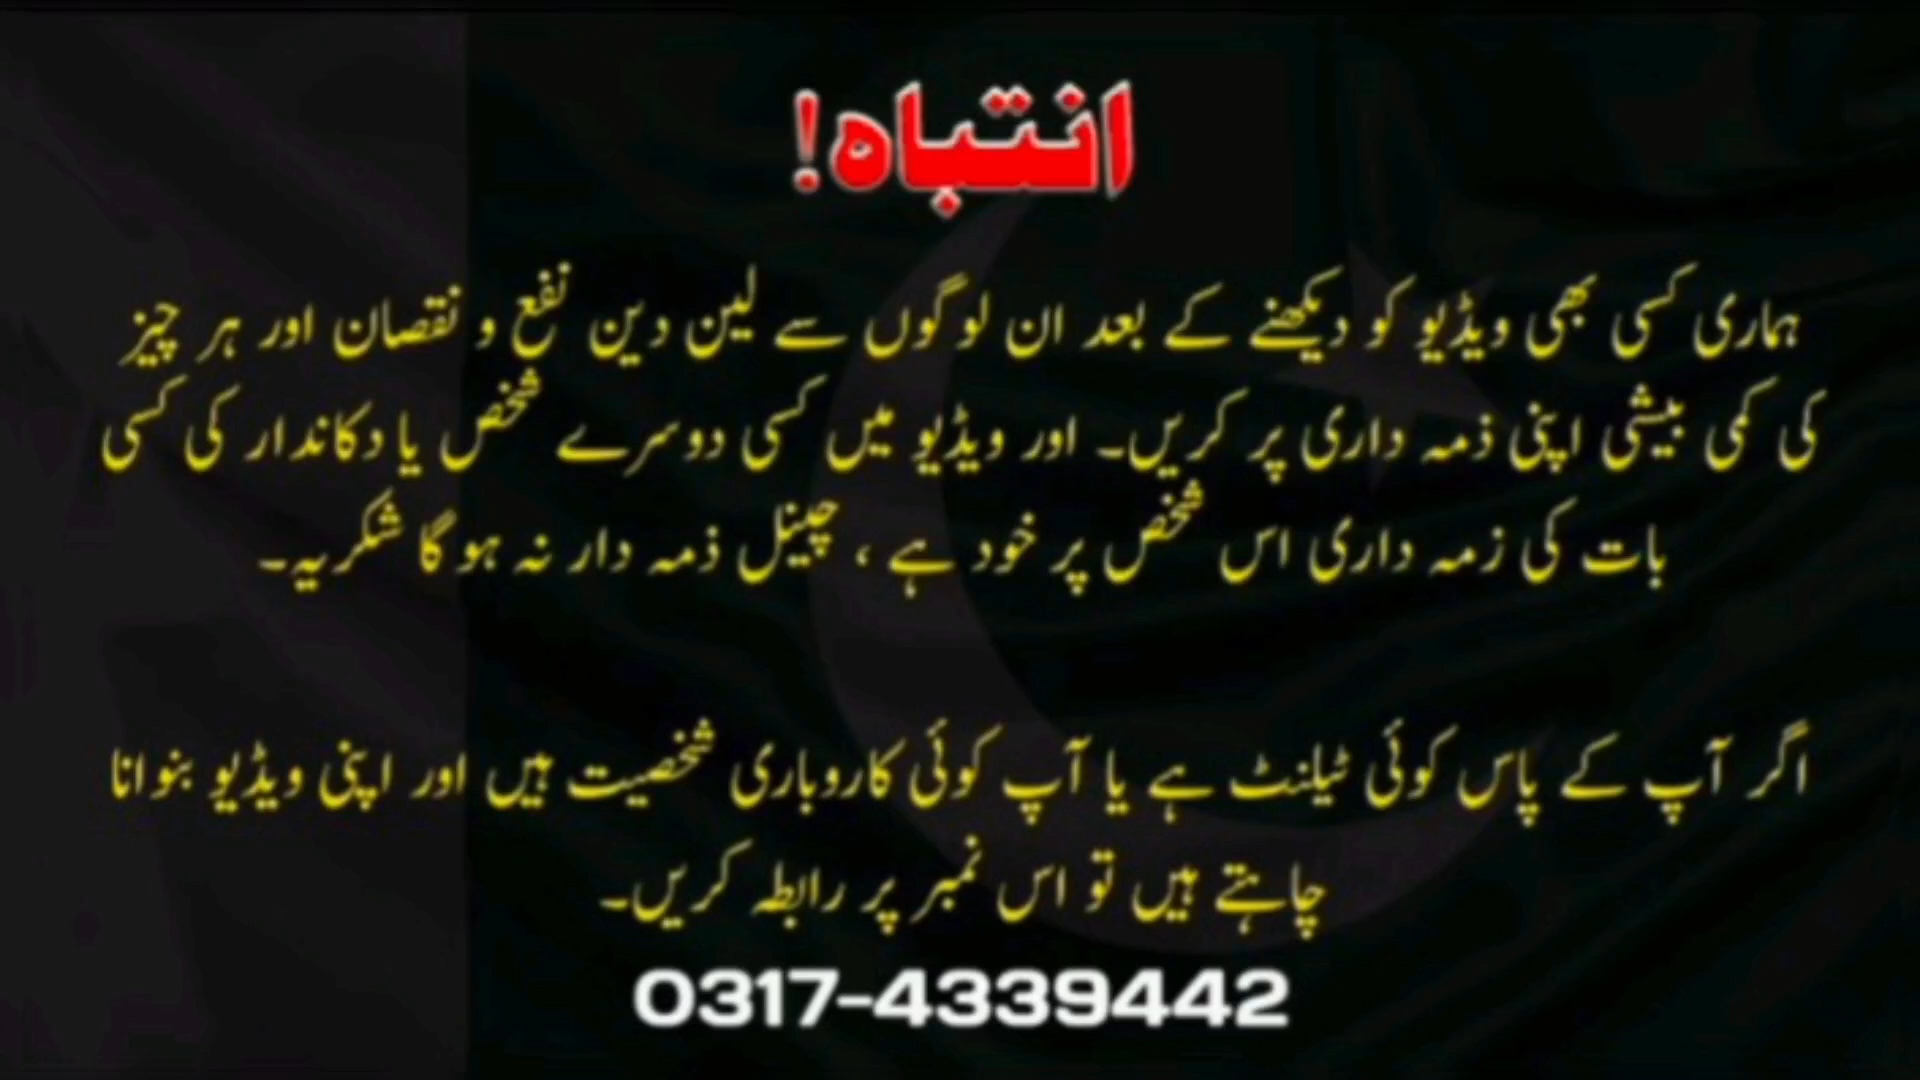 انتباہ!
ہماری کسی بھی ویڈیو کو دیکھنے کے بعد ان لوگوں سے لین دین نفع و نقصان اور ہر چیز
کی کمی بیشی اپنی ذمہ داری پر کریں۔ اور ویڈیو میں کسی دوسرے شخص یا دکاندار کی کسی
بات کی زمہ داری اس شخص پر خود ہے ، چینل ذمہ دار نہ ہو گا شکریہ۔
اگر آپ کے پاس کوئی ٹیلنٹ ہے یا آپ کوئی کاروباری شخصیت ہیں اور اپنی ویڈیو بنوانا
چاہتے ہیں تو اس نمبر پر رابطہ کریں۔
0317-4339442